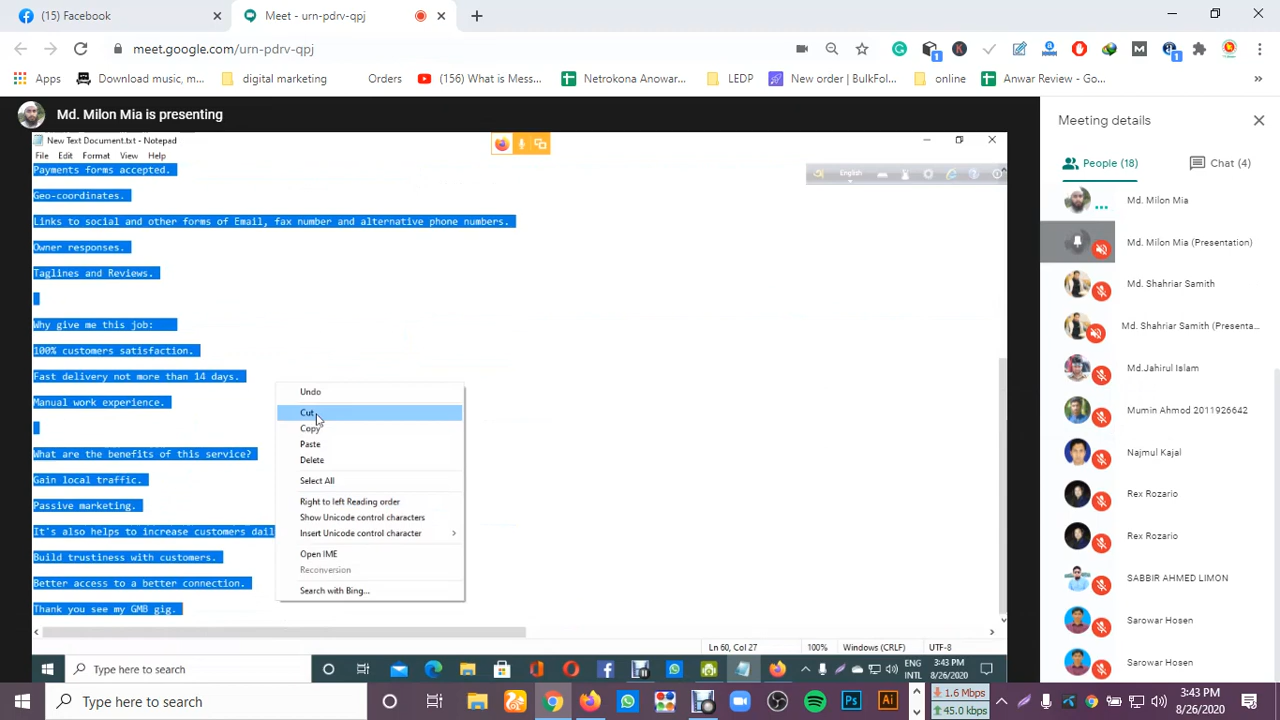 (15) Facebook
Meet - urn-pdrv-qpj
meet.google.com/urn-pdrv-qpj
Apps
Download music, m...
digital marketing
Orders
(156) What is Mess...
Netrokona Anowar...
LEDP
New order | BulkFol...
online
Anwar Review - Go...
»
Md. Milon Mia is presenting
New Text Document.txt - Notepad
File Edit Format View Help
English
Payments forms accepted.
Geo-coordinates.
Links to social and other forms of Email, fax number and alternative phone numbers.
Owner responses.
Taglines and Reviews.
Why give me this job:
100% customers satisfaction.
Fast delivery not more than 14 days.
Manual work experience.
What are the benefits of this service?
Gain local traffic.
Passive marketing.
It's also helps to increase customers dail
Build trustiness with customers.
Better access to a better connection.
Thank you see my GMB gig.
Undo
Cut
Copy
Paste
Delete
Select All
Right to left Reading order
Show Unicode control characters
Insert Unicode control character
Open IME
Reconversion
Search with Bing...
Ln 60, Col 27
100%
Windows (CRLF)
UTF-8
Type here to search
ENG
INTL
3:43 PM
8/26/2020
Meeting details
People (18)
Chat (4)
Md. Milon Mia
Md. Milon Mia (Presentation)
Md. Shahriar Samith
Md. Shahriar Samith (Presenta...
Md.Jahirul Islam
Mumin Ahmod 2011926642
Najmul Kajal
Rex Rozario
Rex Rozario
SABBIR AHMED LIMON
Sarowar Hosen
Sarowar Hosen
Type here to search
Ps
Ai
1.6 Mbps
45.0 kbps
3:43 PM
8/26/2020